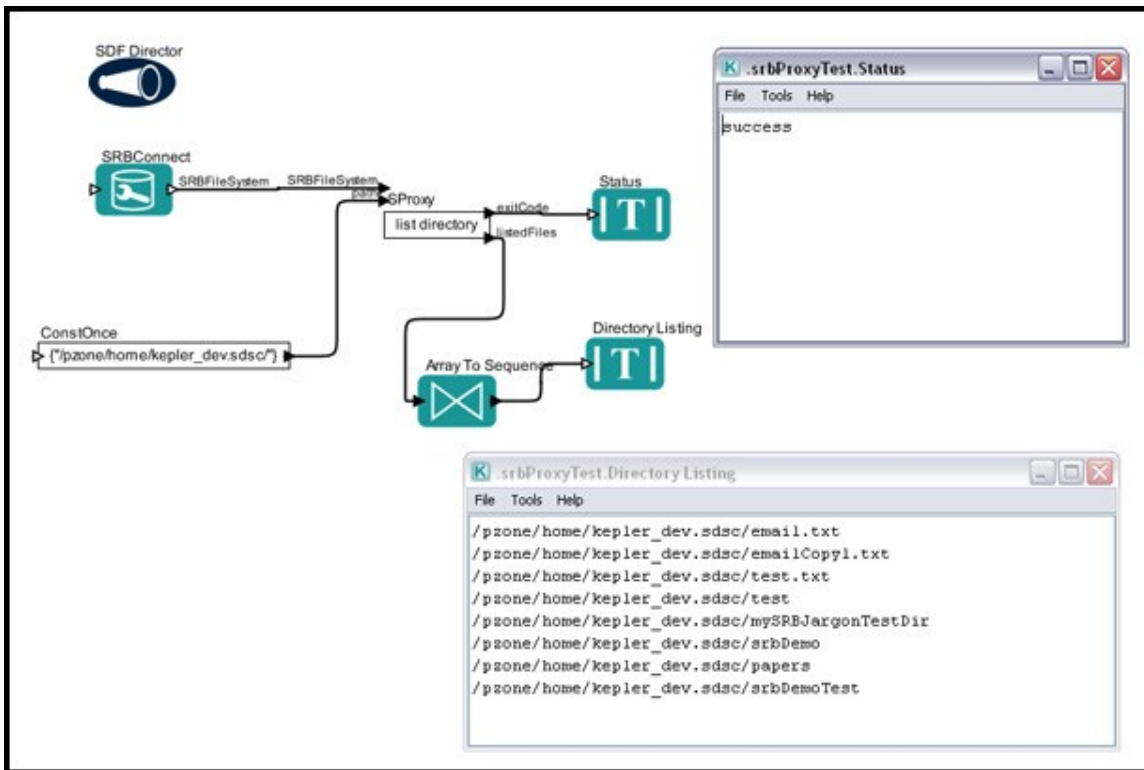 SDF Director
SRBConnect
SRBFileSystem
SRBFileSystem
path
SProxy
list directory
exitCode
listedFiles
Status
T
ConstOnce
{"/pzone/home/kepler_dev.sdsc/"}
Array To Sequence
Directory Listing
T
K .srbProxyTest.Status
File Tools Help
success
K .srbProxyTest.Directory Listing
File Tools Help
/pzone/home/kepler_dev.sdsc/email.txt
/pzone/home/kepler_dev.sdsc/emailCopy1.txt
/pzone/home/kepler_dev.sdsc/test.txt
/pzone/home/kepler_dev.sdsc/test
/pzone/home/kepler_dev.sdsc/mySRBJargonTestDir
/pzone/home/kepler_dev.sdsc/srbDemo
/pzone/home/kepler_dev.sdsc/papers
/pzone/home/kepler_dev.sdsc/srbDemoTest